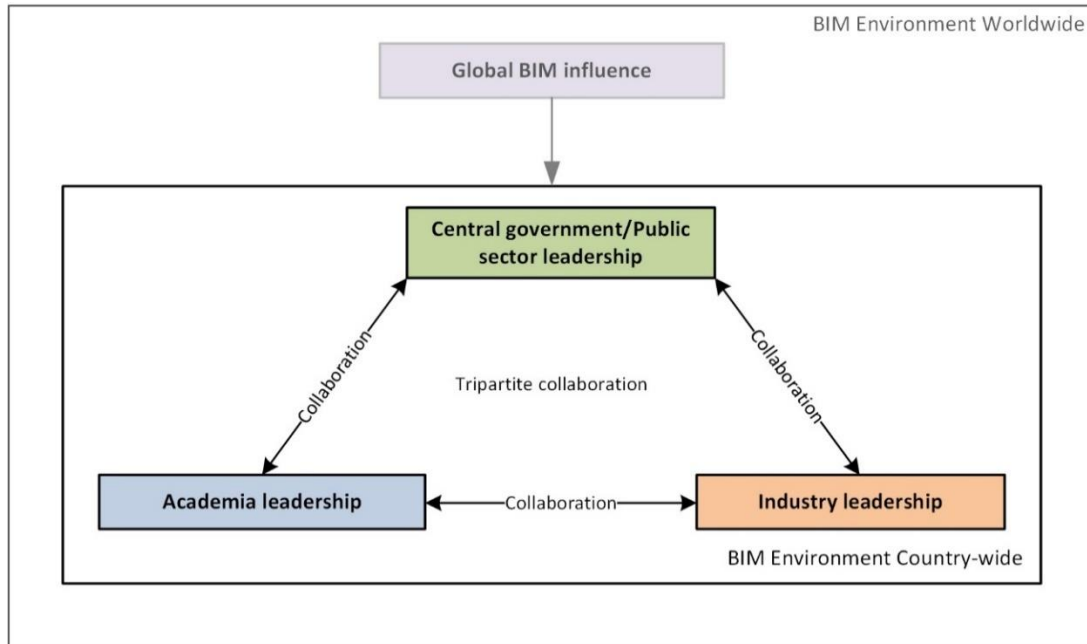 BIM Environment Worldwide
Global BIM influence
Central government/Public
sector leadership
Collaboration
Collaboration
Tripartite collaboration
Academia leadership
Collaboration
Industry leadership
BIM Environment Country-wide